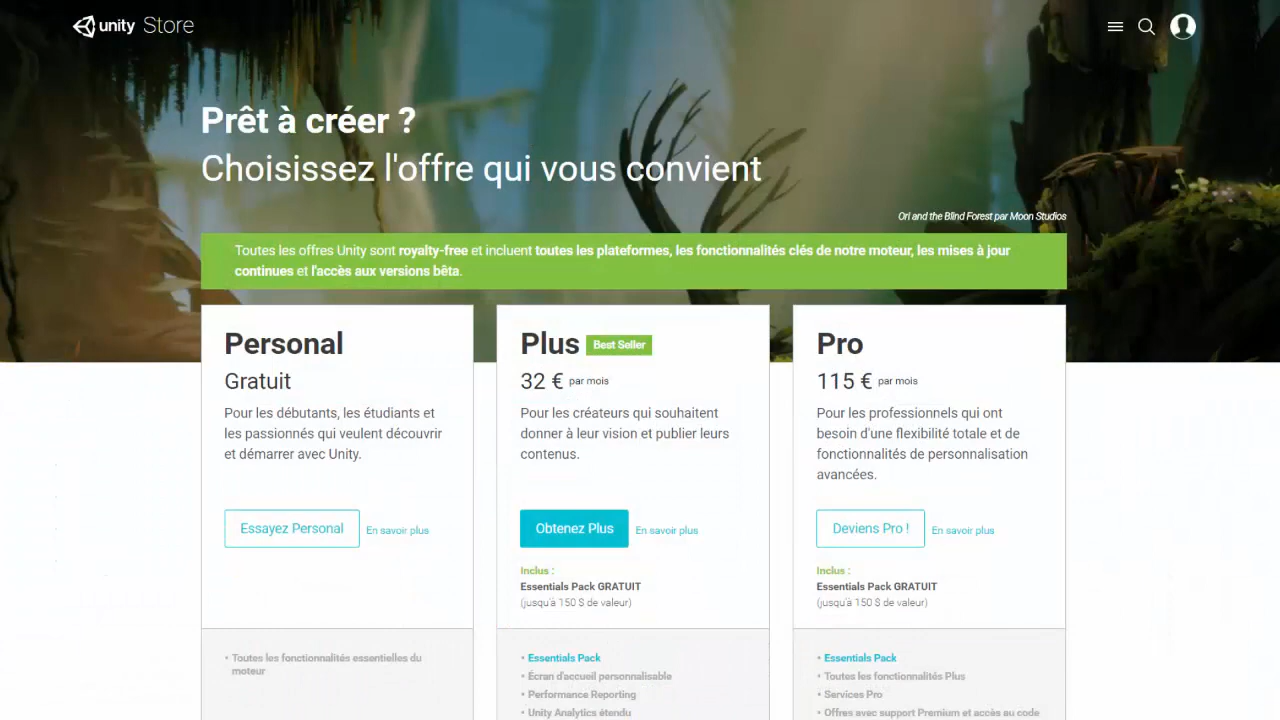 unity Store
Prêt à créer ?
Choisissez l'offre qui vous convient
Ori and the Blind Forest par Moon Studios
Toutes les offres Unity sont royalty-free et incluent toutes les plateformes, les fonctionnalités clés de notre moteur, les mises à jour
continues et l'accès aux versions bêta.
Personal
Gratuit
Pour les débutants, les étudiants et
les passionnés qui veulent découvrir
et démarrer avec Unity.
Essayez Personal En savoir plus
• Toutes les fonctionnalités essentielles du
moteur
Plus Best Seller
32 € par mois
Pour les créateurs qui souhaitent
donner à leur vision et publier leurs
contenus.
Obtenez Plus En savoir plus
Inclus :
Essentials Pack GRATUIT
(jusqu'à 150 $ de valeur)
• Essentials Pack
• Écran d'accueil personnalisable
• Performance Reporting
• Unity Analytics étendu
Pro
115 € par mois
Pour les professionnels qui ont
besoin d'une flexibilité totale et de
fonctionnalités de personnalisation
avancées.
Deviens Pro ! En savoir plus
Inclus :
Essentials Pack GRATUIT
(jusqu'à 150 $ de valeur)
• Essentials Pack
• Toutes les fonctionnalités Plus
• Services Pro
• Offres avec support Premium et accès au code